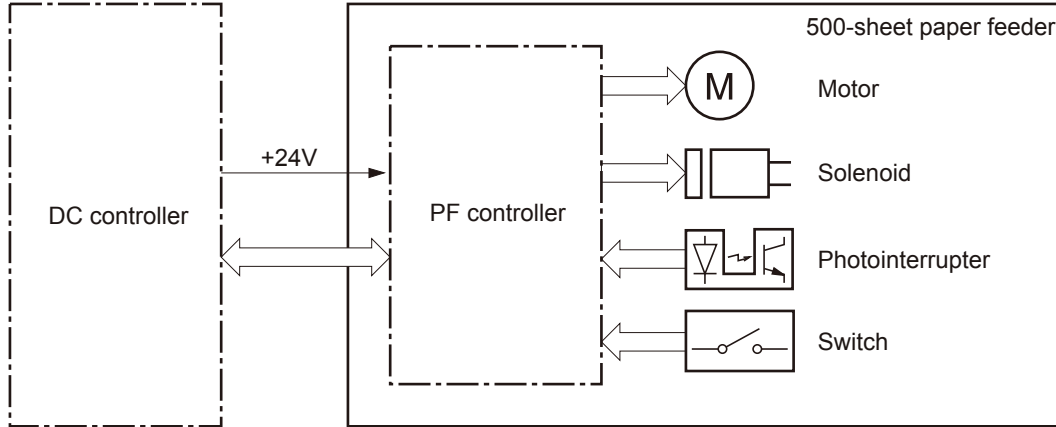 500-sheet paper feeder
M
Motor
+24V
Solenoid
DC controller
PF controller
Photointerrupter
Switch